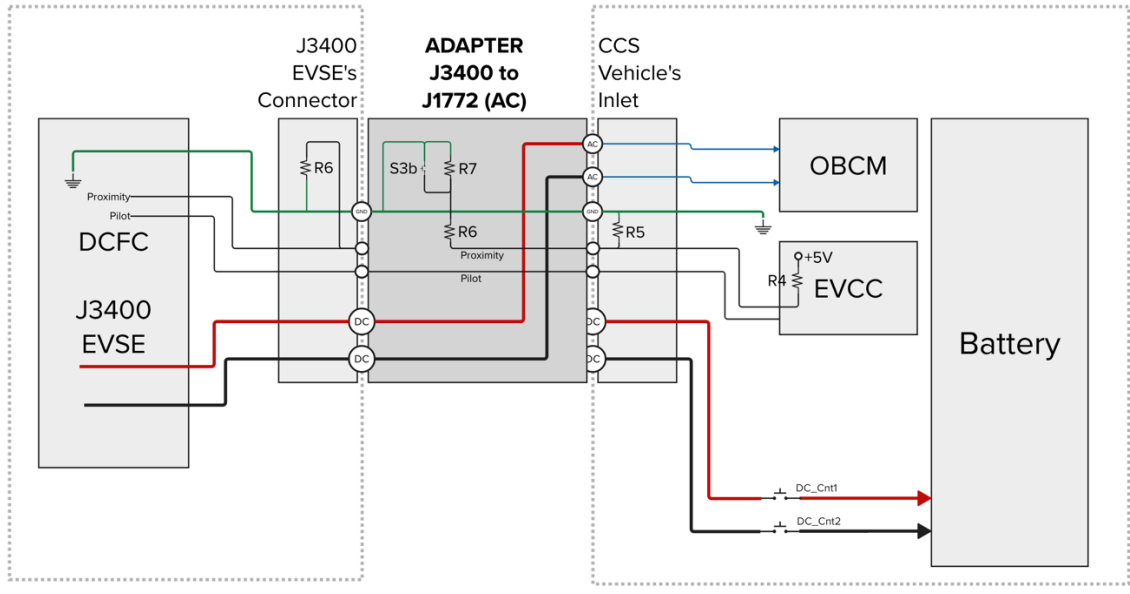 J3400
EVSE's
Connector
ADAPTER
J3400 to
J1772 (AC)
CCS
Vehicle's
Inlet
Proximity
Pilot
DCFC
J3400
EVSE
R6
GND
DC
DC
S3b
R7
R6
Proximity
Pilot
AC
AC
GND
R5
DC
DC
OBCM
+5V
R4
EVCC
Battery
DC_Cnt1
DC_Cnt2